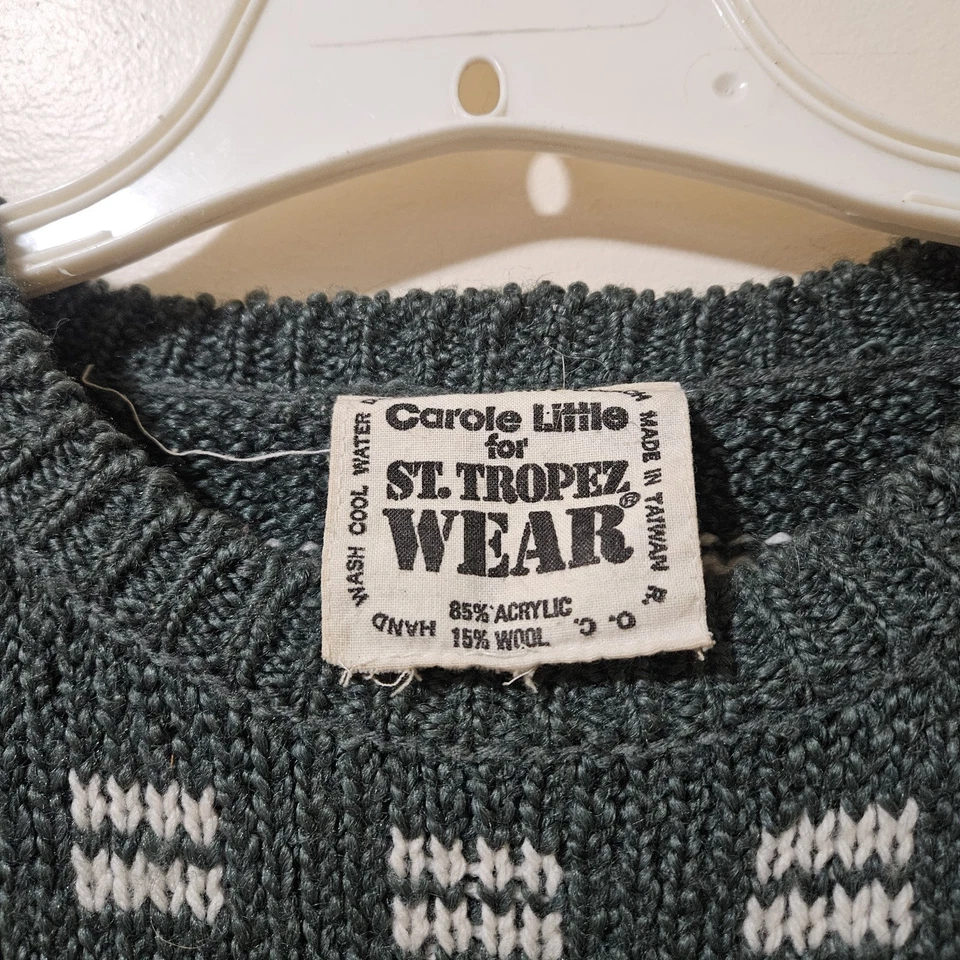 Carole Little
for
ST. TROPEZ
WEAR®
85% ACRYLIC
15% WOOL
HAND WASH COOL WATER
MADE IN TAIWAN R. O. C.